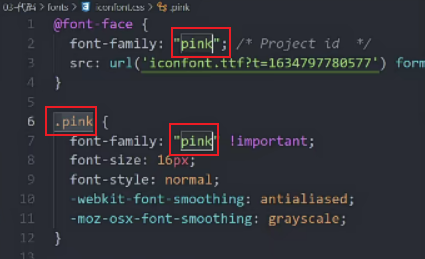 03-代码 > fonts > iconfont.css > .pink
1 @font-face {
2 font-family: "pink"; /* Project id */
3 src: url('iconfont.ttf?t=1634797780577') form
4 }
5
6 .pink {
7 font-family: "pink" !important;
8 font-size: 16px;
9 font-style: normal;
10 -webkit-font-smoothing: antialiased;
11 -moz-osx-font-smoothing: grayscale;
12 }